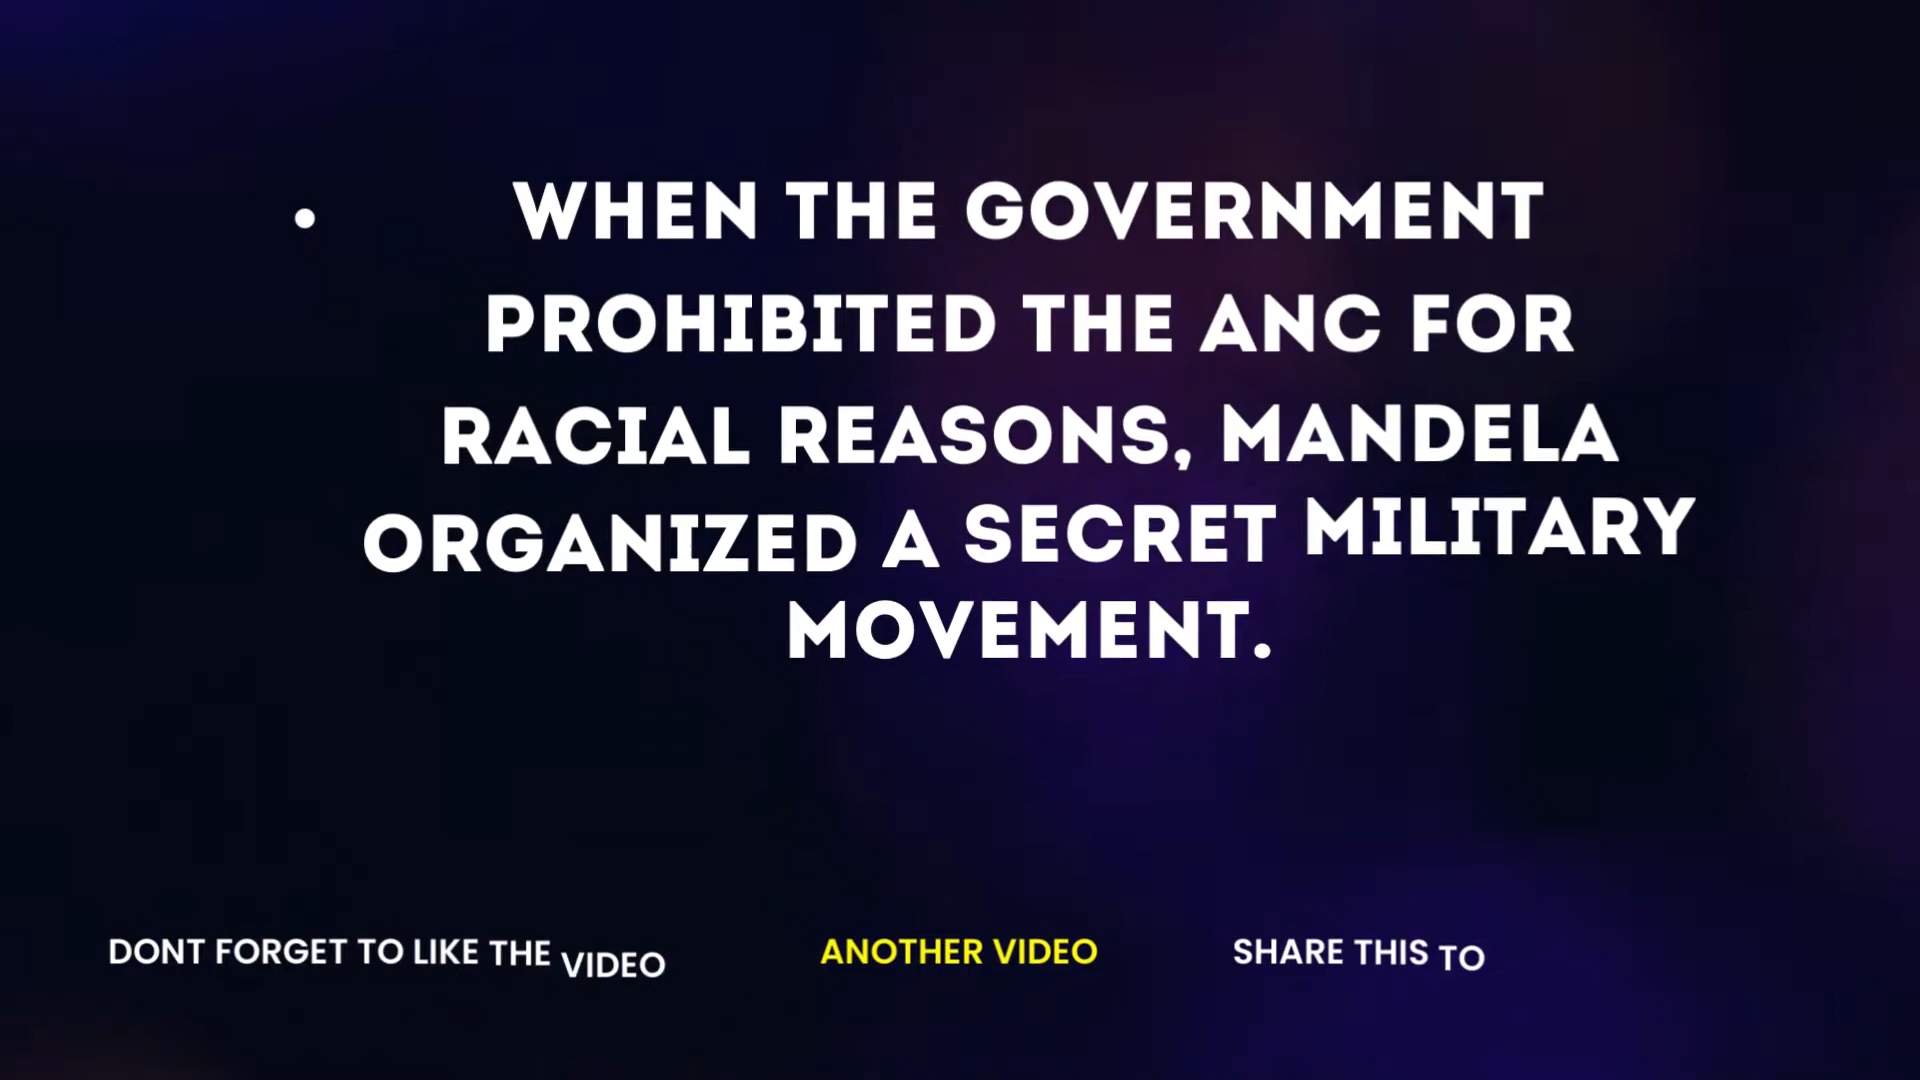 • WHEN THE GOVERNMENT
PROHIBITED THE ANC FOR
RACIAL REASONS, MANDELA
ORGANIZED A SECRET MILITARY
MOVEMENT.
DONT FORGET TO LIKE THE VIDEO
ANOTHER VIDEO
SHARE THIS TO